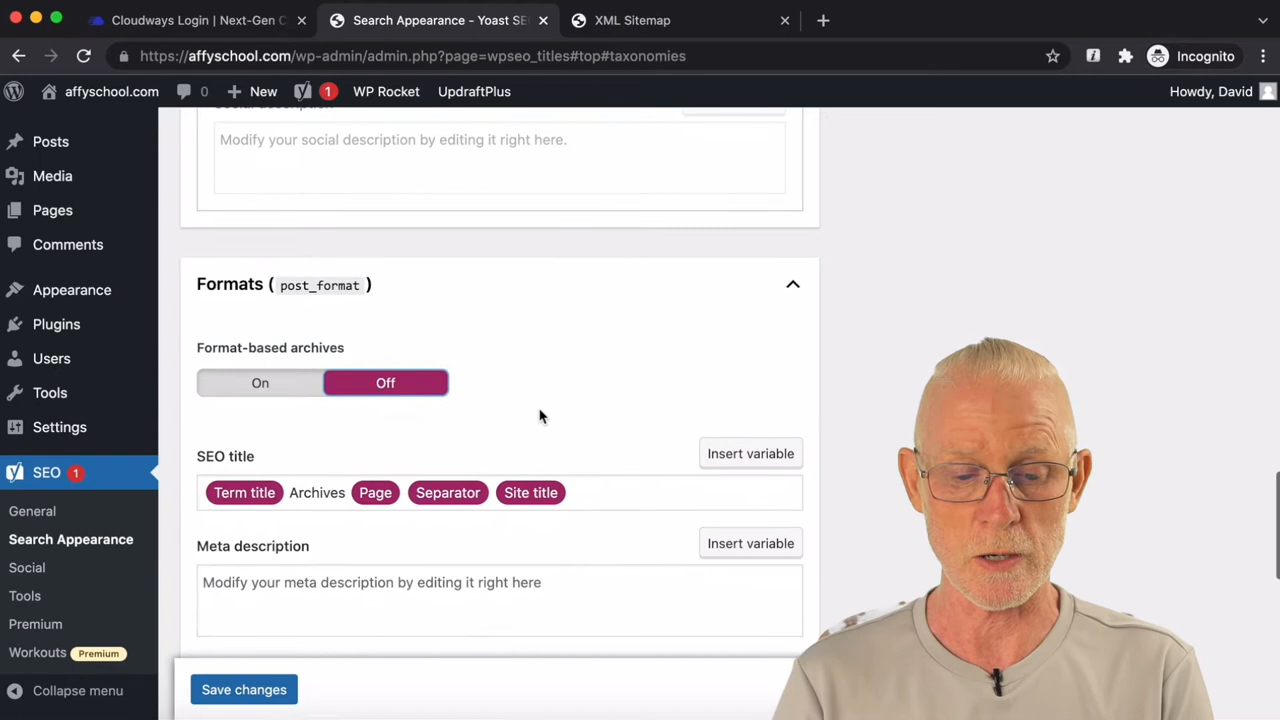 Cloudways Login | Next-Gen C
Search Appearance - Yoast SE
XML Sitemap
https://affyschool.com/wp-admin/admin.php?page=wpseo_titles#top#taxonomies
Incognito
affyschool.com
0
New
1
WP Rocket
UpdraftPlus
Howdy, David
Posts
Media
Pages
Comments
Appearance
Plugins
Users
Tools
Settings
SEO 1
General
Search Appearance
Social
Tools
Premium
Workouts Premium
Collapse menu
Social description
Modify your social description by editing it right here.
Formats ( post_format )
Format-based archives
On
Off
SEO title
Insert variable
Term title Archives Page Separator Site title
Meta description
Insert variable
Modify your meta description by editing it right here
Save changes